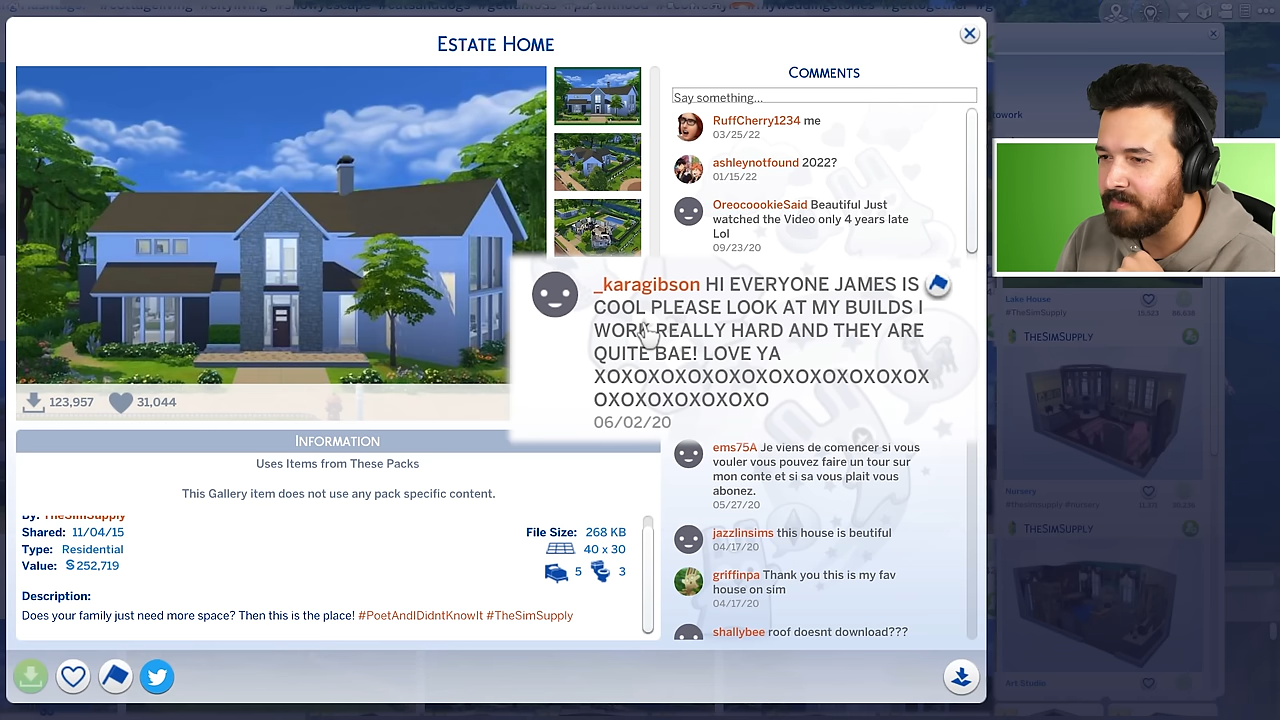 ESTATE HOME
COMMENTS
Say something...
RuffCherry1234 me
03/25/22
ashleynotfound 2022?
01/15/22
OreocoookieSaid Beautiful Just
watched the Video only 4 years late
Lol
09/23/20
_karagibson HI EVERYONE JAMES IS
COOL PLEASE LOOK AT MY BUILDS I
WORK REALLY HARD AND THEY ARE
QUITE BAE! LOVE YA
XOXOXOXOXOXOXOXOXOXOXOXOX
OXOXOXOXOXOXO
06/02/20
ems75A Je viens de comencer si vous
vouler vous pouvez faire un tour sur
mon conte et si sa vous plait vous
abonez.
05/27/20
jazzlinsims this house is beutiful
04/17/20
griffinpa Thank you this is my fav
house on sim
04/17/20
shallybee roof doesnt download???
123,957
31,044
INFORMATION
Uses Items from These Packs
This Gallery item does not use any pack specific content.
By: TheSimSupply
Shared: 11/04/15
Type: Residential
Value: §252,719
File Size: 268 KB
40 x 30
5
3
Description:
Does your family just need more space? Then this is the place! #PoetAndIDidntKnowIt #TheSimSupply
Lake House
#TheSimSupply
THESIMSUPPLY
Nursery
#thesimsupply #nursery
THESIMSUPPLY
Art Studio